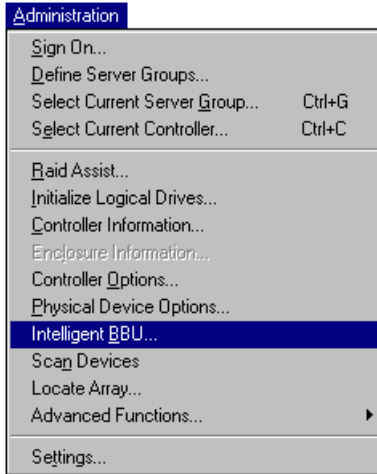 Administration
Sign On...
Define Server Groups...
Select Current Server Group... Ctrl+G
Select Current Controller... Ctrl+C
Raid Assist...
Initialize Logical Drives...
Controller Information...
Enclosure Information...
Controller Options...
Physical Device Options...
Intelligent BBU...
Scan Devices
Locate Array...
Advanced Functions...
Settings...